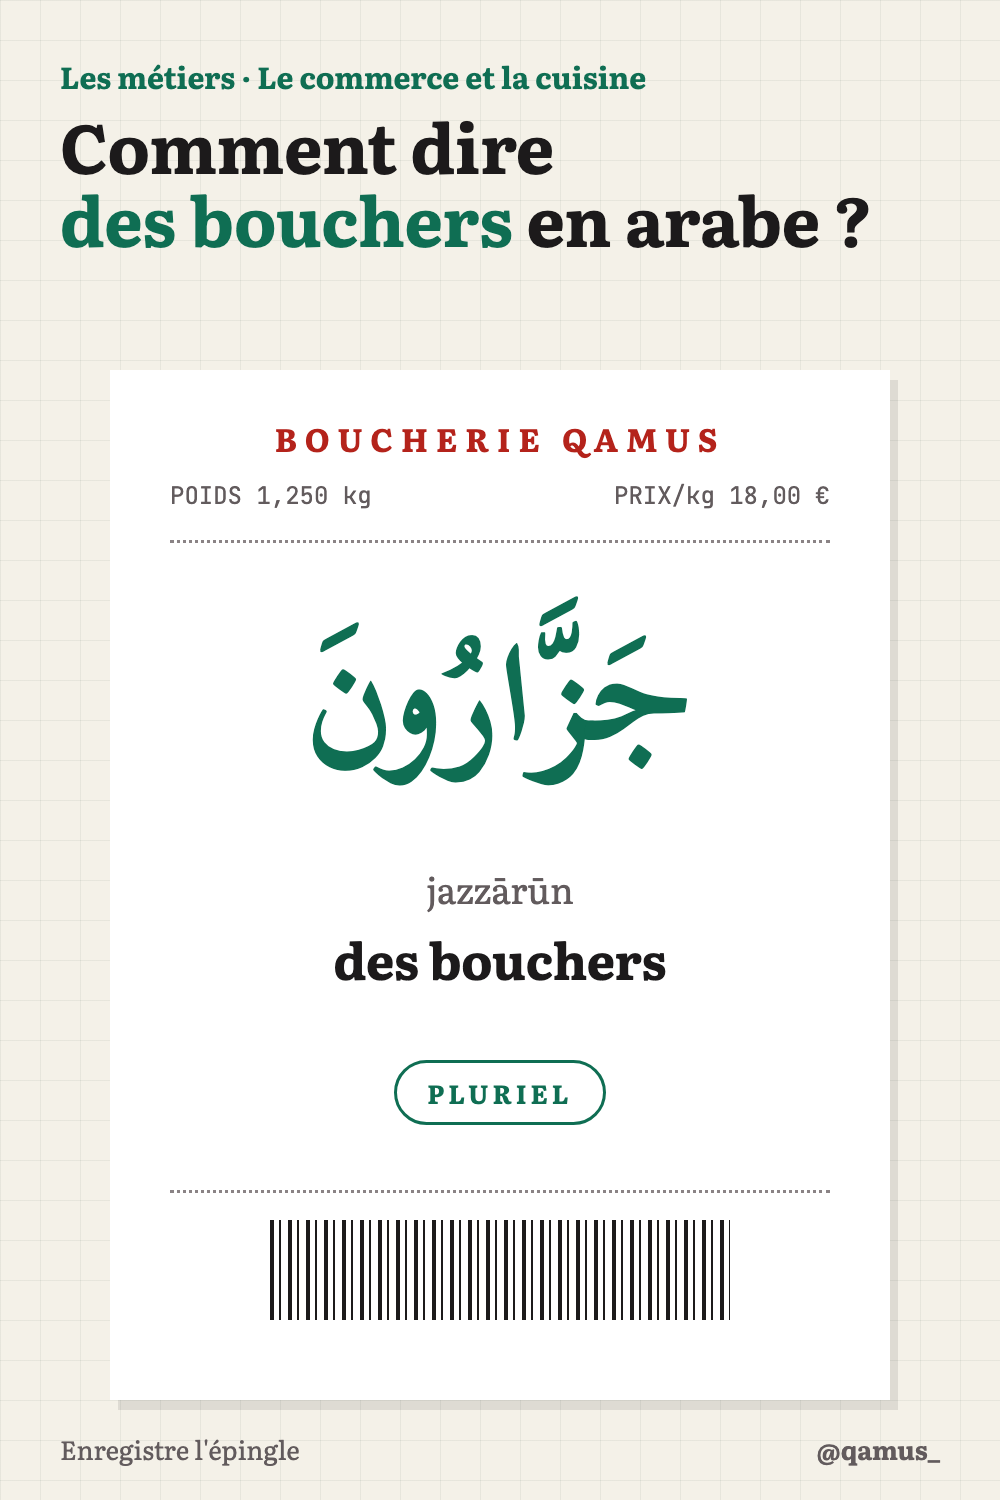 Les métiers · Le commerce et la cuisine
Comment dire
des bouchers en arabe ?
BOUCHERIE QAMUS
POIDS 1,250 kg PRIX/kg 18,00 €
جَزَّارُونَ
jazzārūn
des bouchers
PLURIEL
Enregistre l'épingle @qamus_